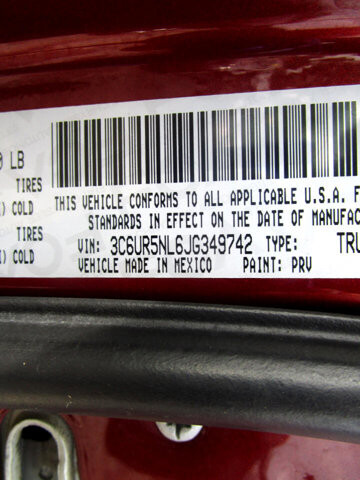 LB
TIRES
COLD
TIRES
COLD
THIS VEHICLE CONFORMS TO ALL APPLICABLE U.S.A. F
STANDARDS IN EFFECT ON THE DATE OF MANUFAC
VIN: 3C6UR5NL6JG349742 TYPE: TRU
VEHICLE MADE IN MEXICO PAINT: PRV